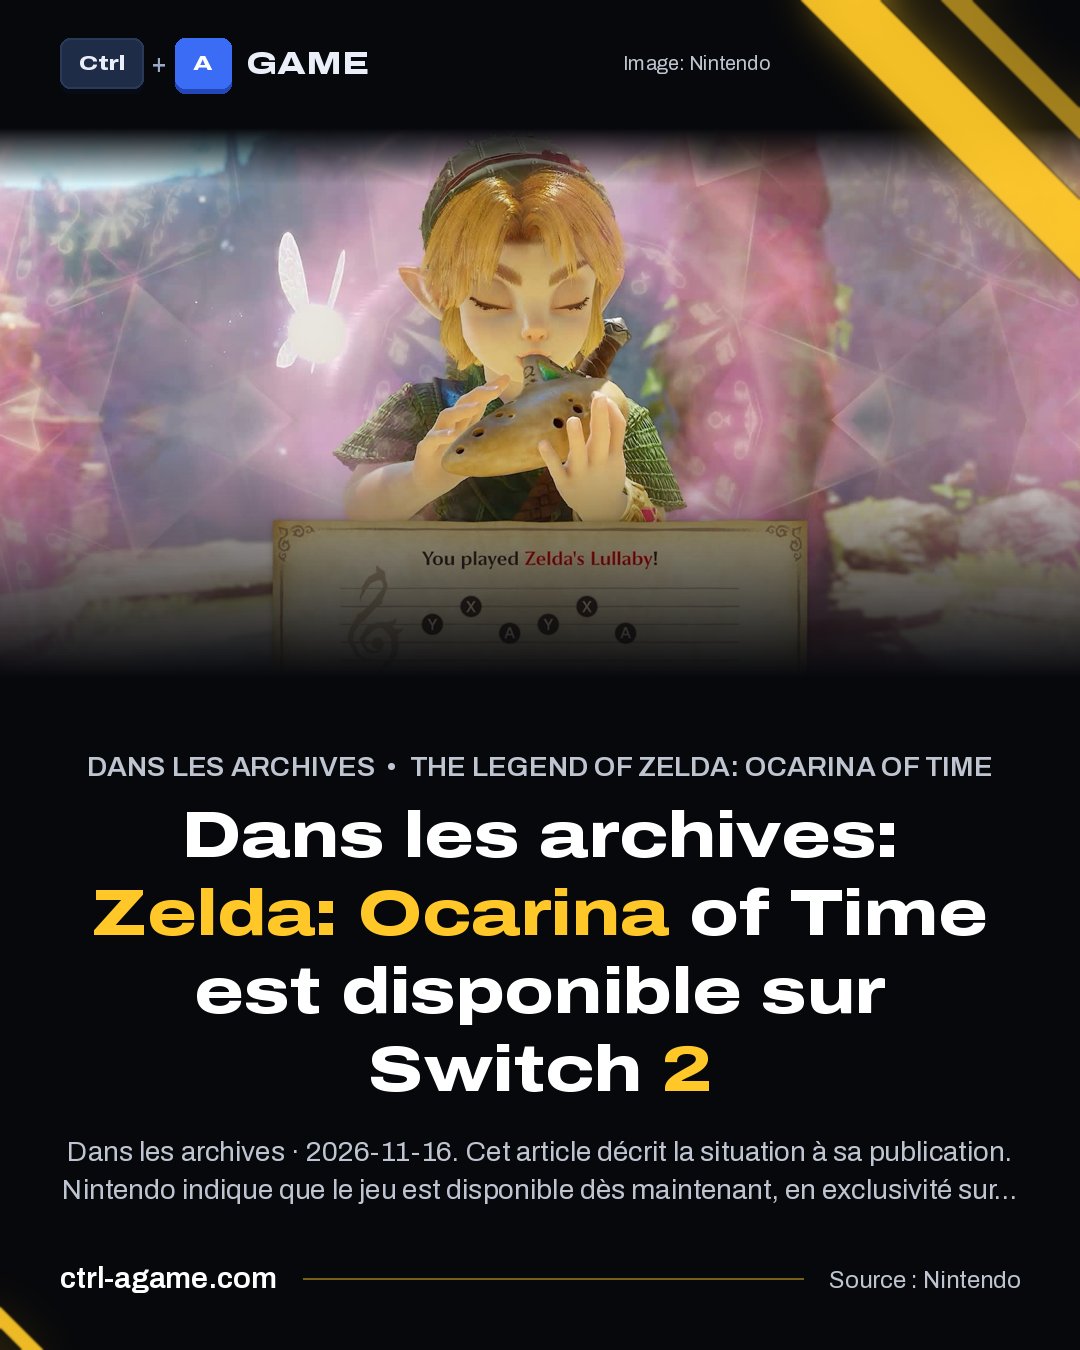 Ctrl + A GAME
Image: Nintendo
You played Zelda's Lullaby!
Y X A Y X A
DANS LES ARCHIVES • THE LEGEND OF ZELDA: OCARINA OF TIME
Dans les archives:
Zelda: Ocarina of Time
est disponible sur
Switch 2
Dans les archives · 2026-11-16. Cet article décrit la situation à sa publication.
Nintendo indique que le jeu est disponible dès maintenant, en exclusivité sur...
ctrl-agame.com
Source : Nintendo